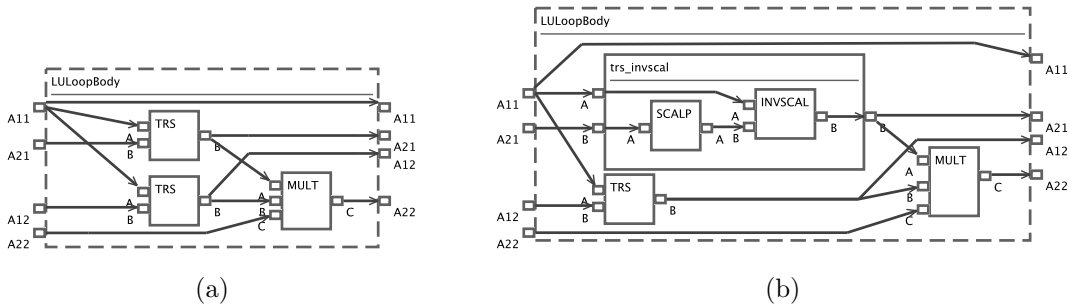 LULoopBody
A11
A21
A12
A22
TRS
A
B
B
TRS
A
B
B
MULT
A
B
C
C
A11
A21
A12
A22
(a)
LULoopBody
A11
A21
A12
A22
trs_invscal
A
B
SCALP
A
A
INVSCAL
A
B
B
B
TRS
A
B
B
MULT
A
B
C
C
A11
A21
A12
A22
(b)